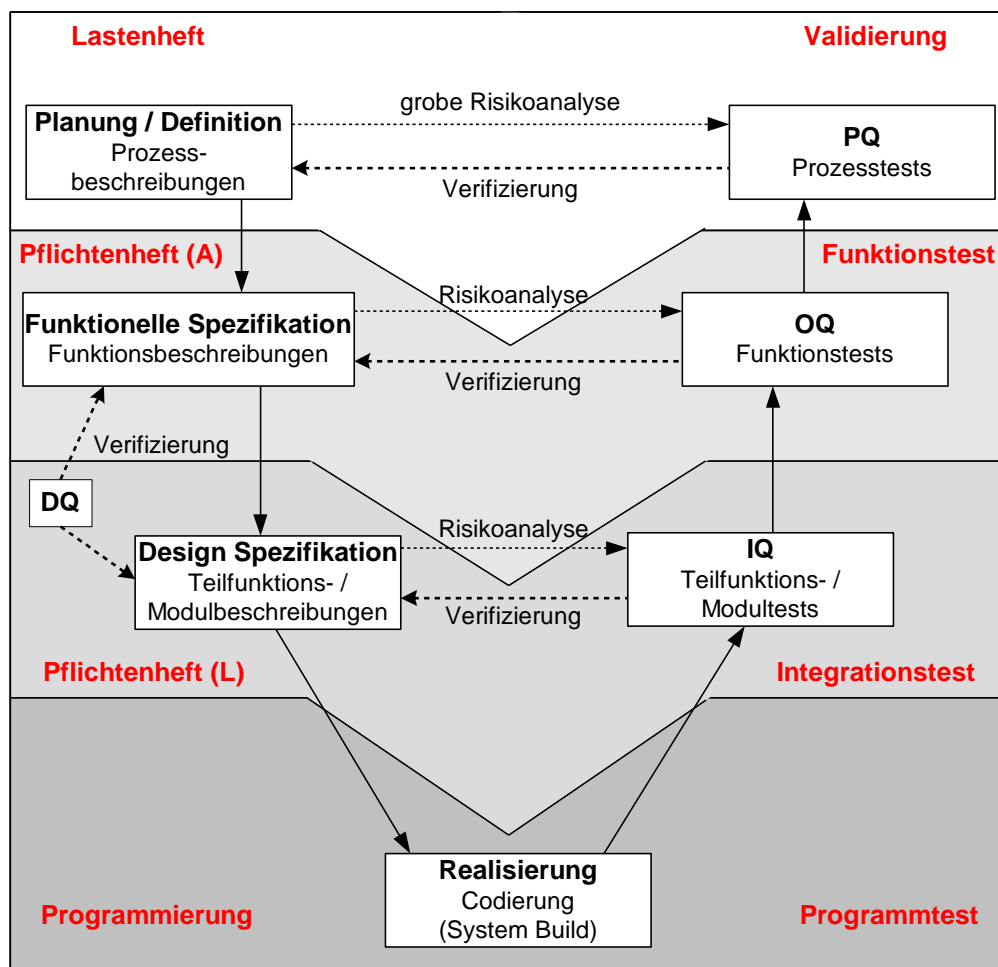 Lastenheft
Validierung
grobe Risikoanalyse
Planung / Definition
Prozess-
beschreibungen
PQ
Prozesstests
Verifizierung
Pflichtenheft (A)
Funktionstest
Risikoanalyse
Funktionelle Spezifikation
Funktionsbeschreibungen
OQ
Funktionstests
Verifizierung
Verifizierung
DQ
Risikoanalyse
Design Spezifikation
Teilfunktions- /
Modulbeschreibungen
IQ
Teilfunktions- /
Modultests
Verifizierung
Pflichtenheft (L)
Integrationstest
Realisierung
Codierung
(System Build)
Programmierung
Programmtest